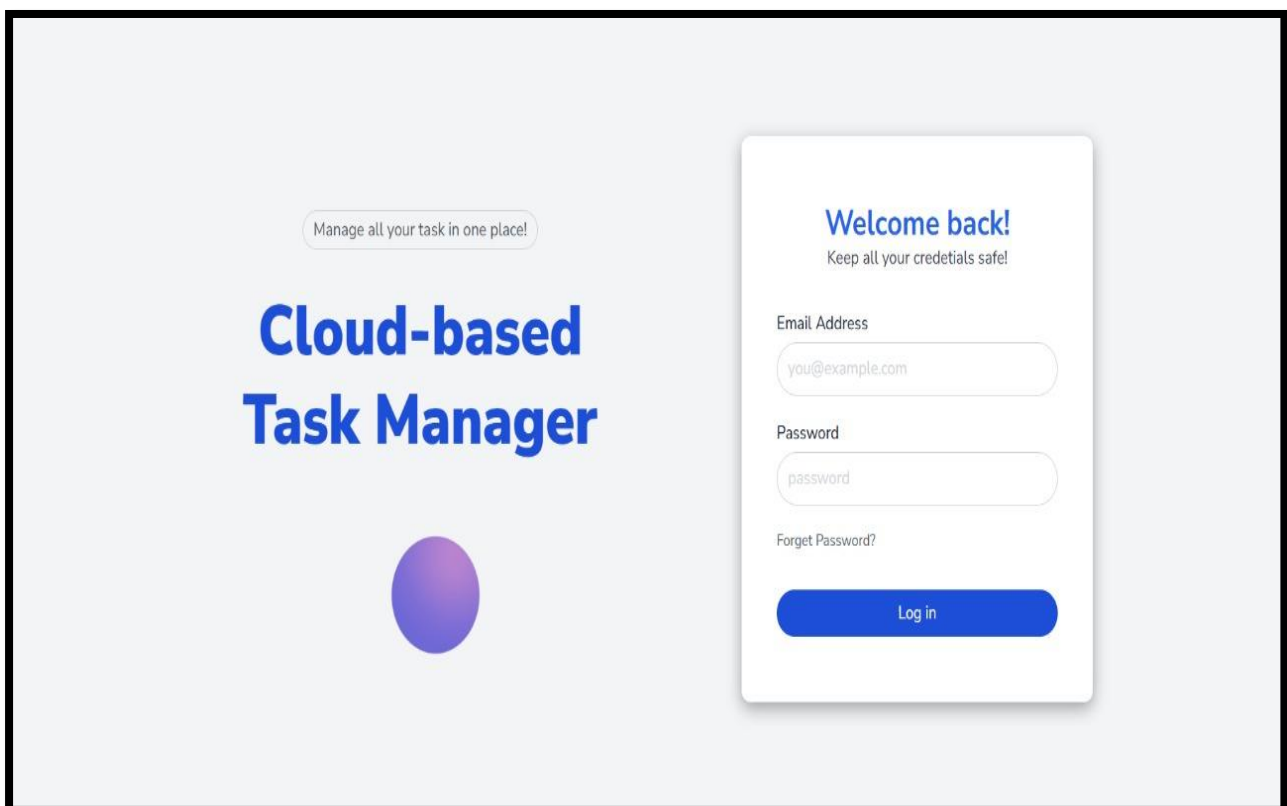 Manage all your task in one place!
Cloud-based
Task Manager
Welcome back!
Keep all your credetials safe!
Email Address
you@example.com
Password
password
Forget Password?
Log in